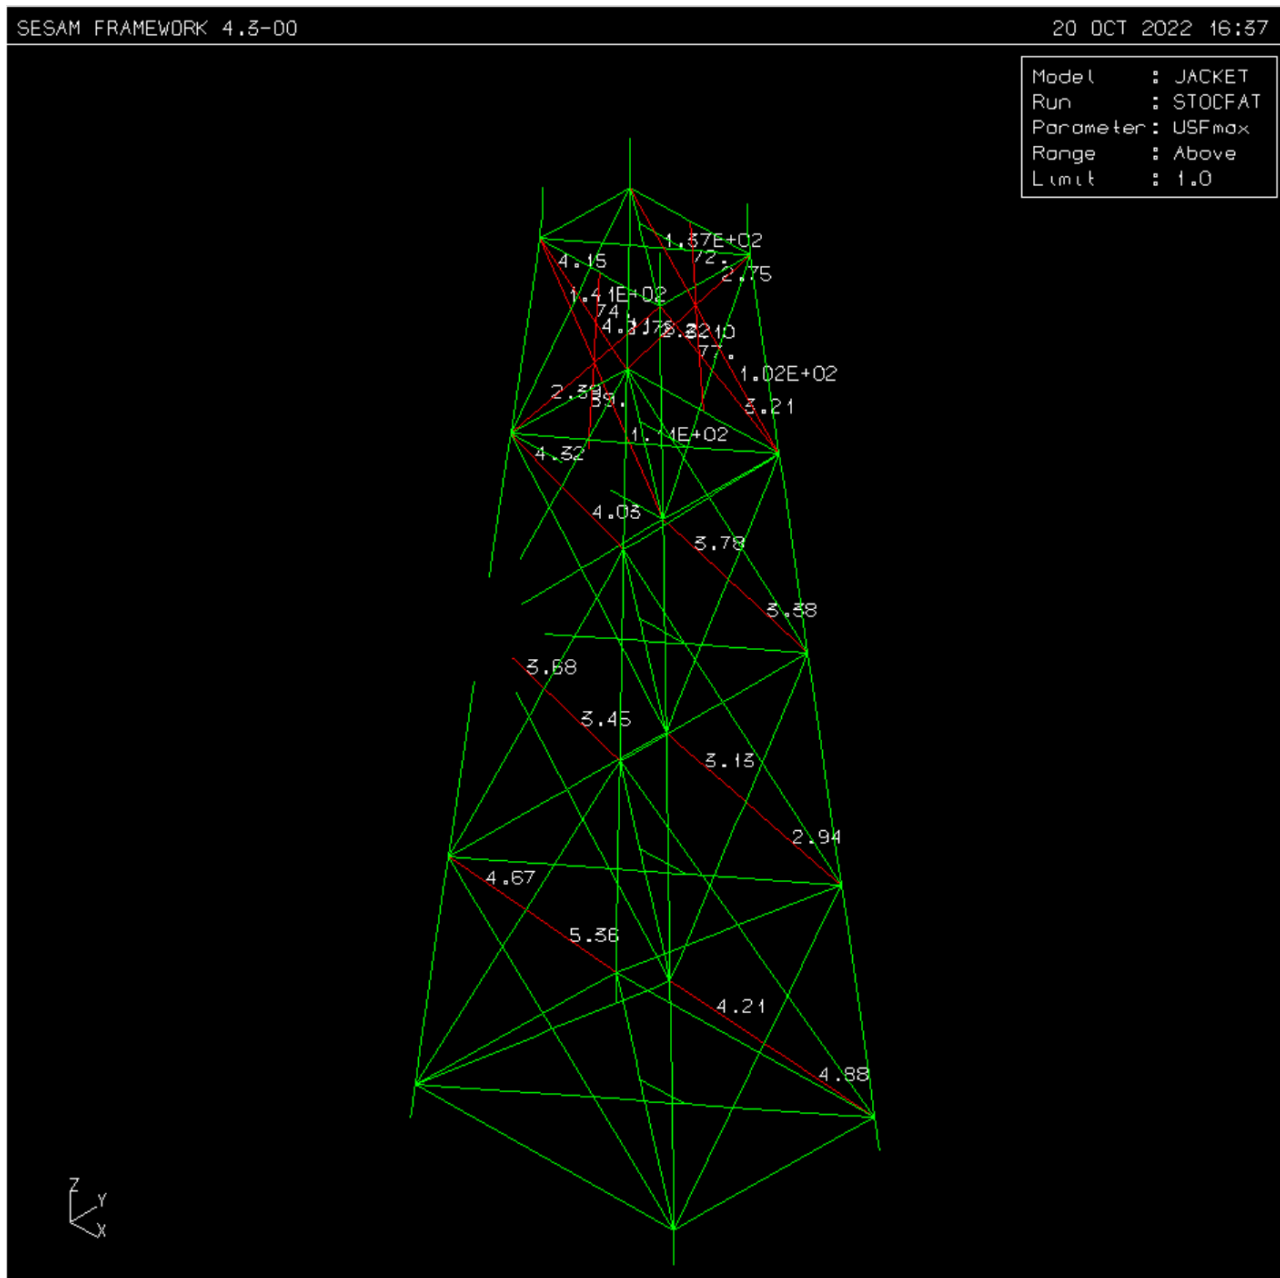 SESAM FRAMEWORK 4.3-00
20 OCT 2022 16:37
Model : JACKET
Run : STOCFAT
Parameter : USFmax
Range : Above
Limit : 1.0
1.37E+02
72.
4.15
2.75
1.41E+02
74.
77.
1.02E+02
2.39
3.21
4.32
4.03
3.78
3.38
3.68
3.45
3.13
2.94
4.67
5.36
4.21
4.88
Z
Y
X